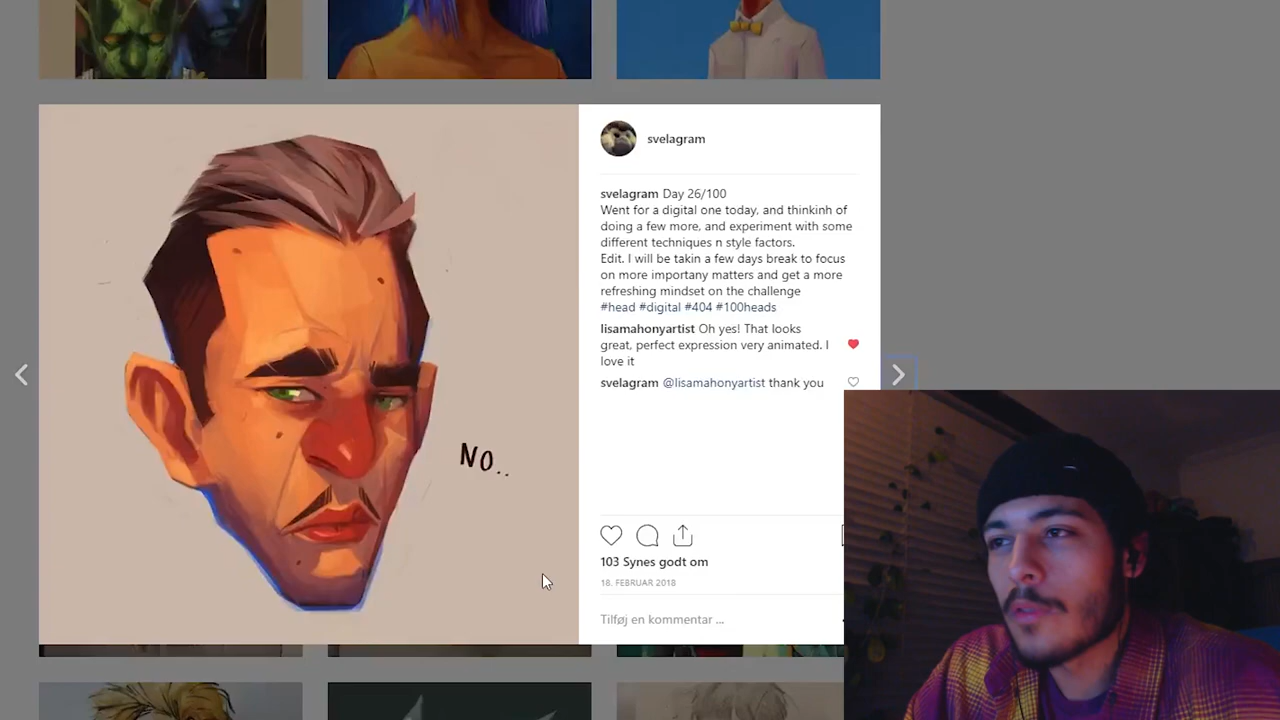 svelagram
svelagram Day 26/100
Went for a digital one today, and thinkinh of
doing a few more, and experiment with some
different techniques n style factors.
Edit. I will be takin a few days break to focus
on more importany matters and get a more
refreshing mindset on the challenge
#head #digital #404 #100heads
lisamahonyartist Oh yes! That looks
great, perfect expression very animated. I
love it
svelagram @lisamahonyartist thank you
NO..
103 Synes godt om
18. FEBRUAR 2018
Tilføj en kommentar ...